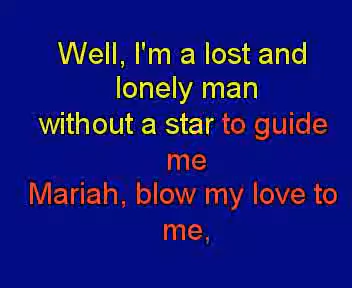 Well, I'm a lost and
lonely man
without a star to guide
me
Mariah, blow my love to
me,